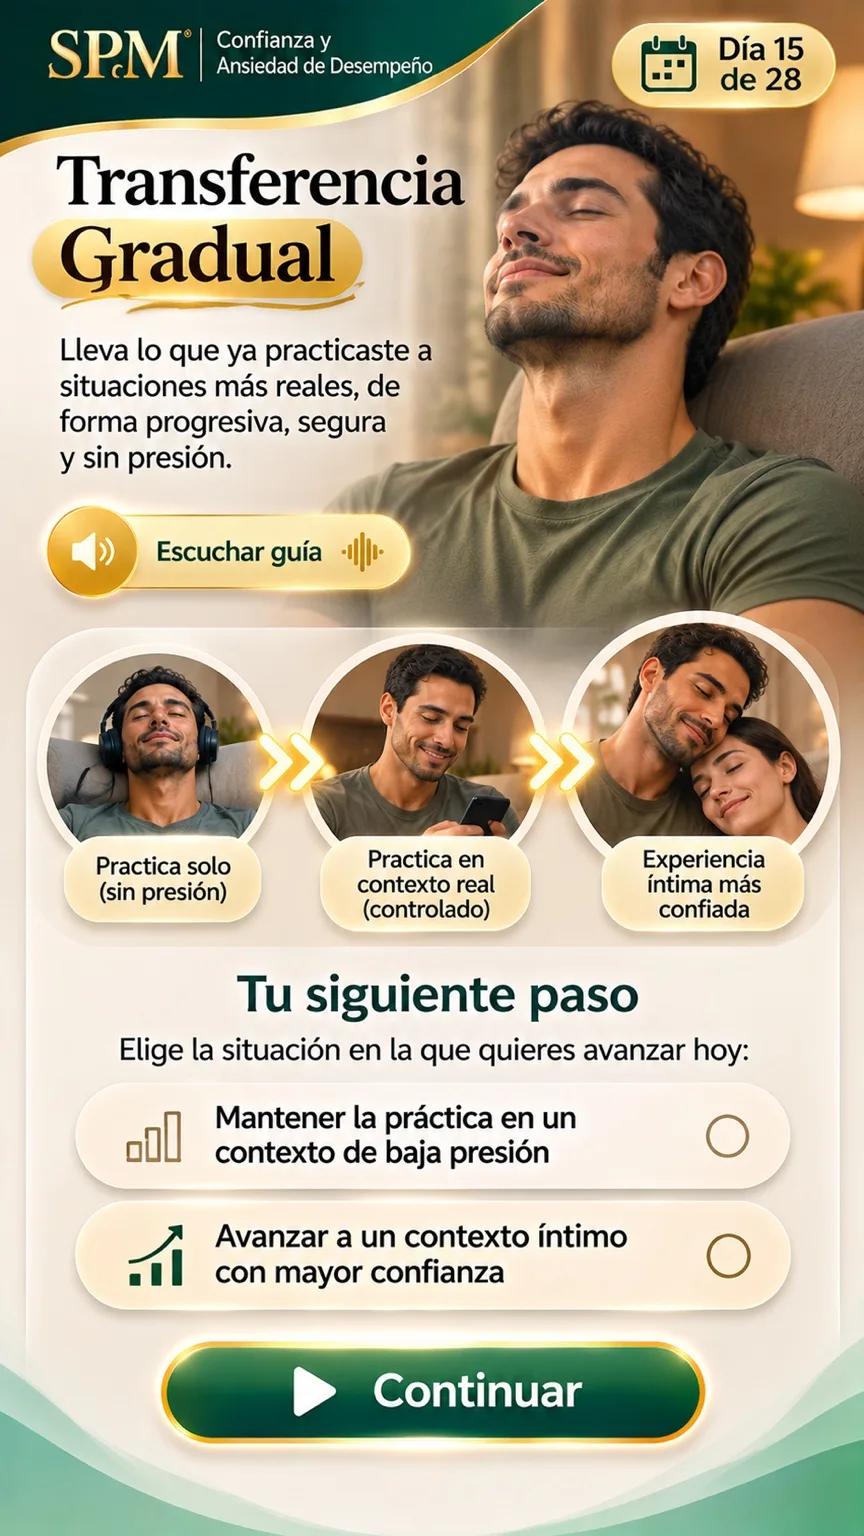 SPcM®
Confianza y
Ansiedad de Desempeño
Día 15
de 28
Transferencia
Gradual
Lleva lo que ya practicaste a
situaciones más reales, de
forma progresiva, segura
y sin presión.
Escuchar guía
Practica solo
(sin presión)
Practica en
contexto real
(controlado)
Experiencia
íntima más
confiada
Tu siguiente paso
Elige la situación en la que quieres avanzar hoy:
Mantener la práctica en un
contexto de baja presión
Avanzar a un contexto íntimo
con mayor confianza
Continuar